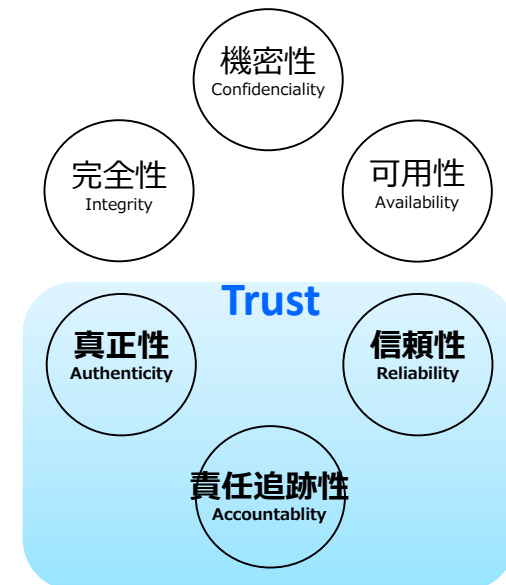 機密性
Confidenciality
完全性
Integrity
可用性
Availability
Trust
真正性
Authenticity
信頼性
Reliability
責任追跡性
Accountablity